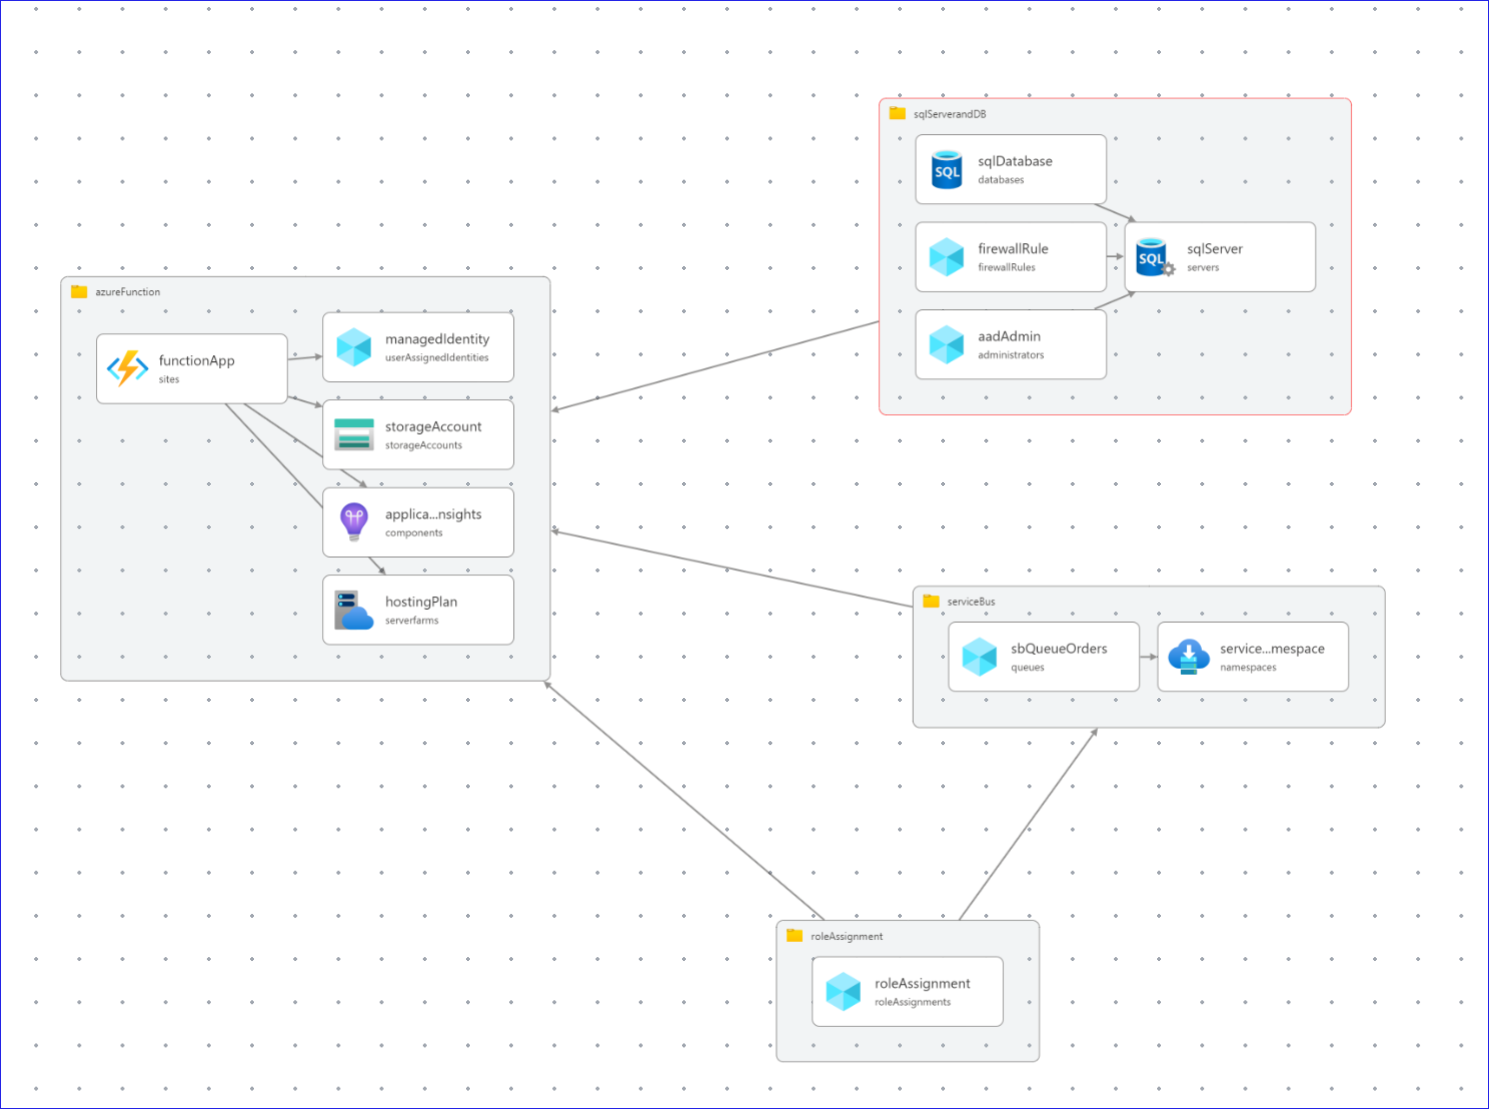 sqlServerandDB
SQL
sqlDatabase
databases
firewallRule
firewallRules
SQL
sqlServer
servers
aadAdmin
administrators
azureFunction
functionApp
sites
managedIdentity
userAssignedIdentities
storageAccount
storageAccounts
applica...nsights
components
hostingPlan
serverfarms
serviceBus
sbQueueOrders
queues
service...mespace
namespaces
roleAssignment
roleAssignment
roleAssignments